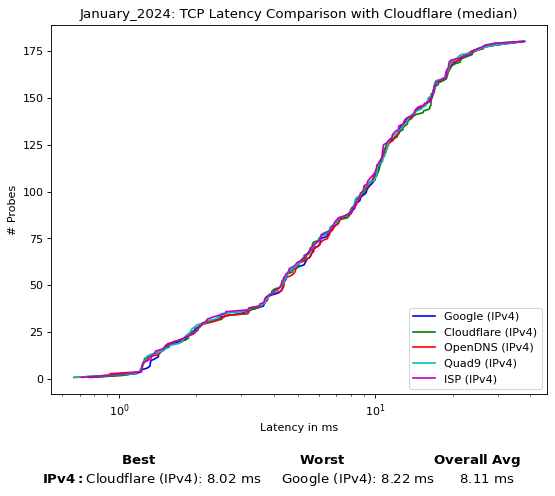 January_2024: TCP Latency Comparison with Cloudflare (median)
# Probes
175
150
125
100
75
50
25
0
10⁰
10¹
Latency in ms
Google (IPv4)
Cloudflare (IPv4)
OpenDNS (IPv4)
Quad9 (IPv4)
ISP (IPv4)
Best Worst Overall Avg
IPv4: Cloudflare (IPv4): 8.02 ms Google (IPv4): 8.22 ms 8.11 ms